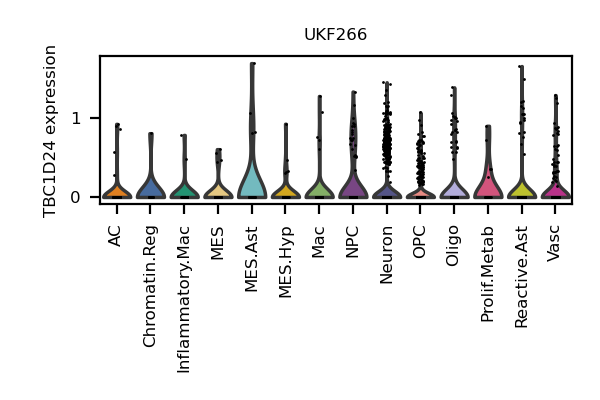 UKF266
TBC1D24 expression
1
0
AC
Chromatin.Reg
Inflammatory.Mac
MES
MES.Ast
MES.Hyp
Mac
NPC
Neuron
OPC
Oligo
Prolif.Metab
Reactive.Ast
Vasc